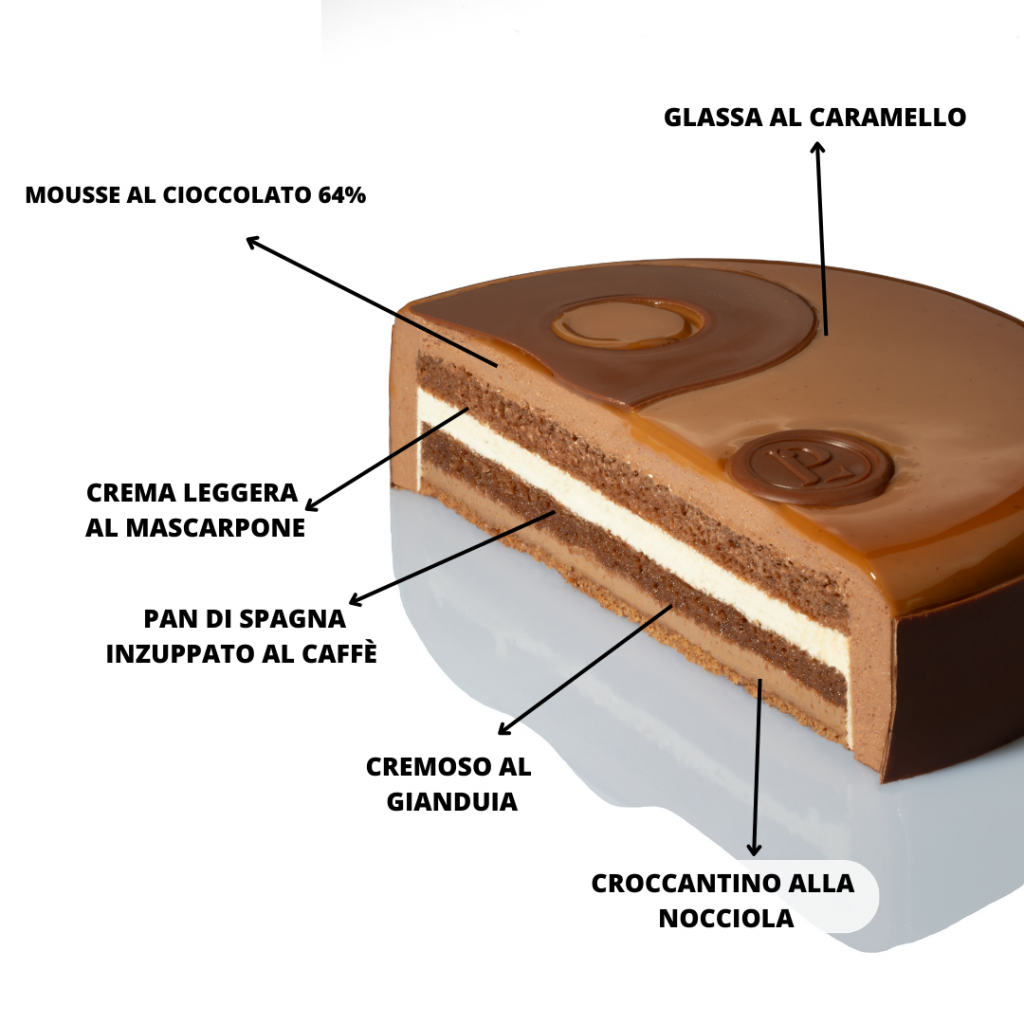 GLASSA AL CARAMELLO
MOUSSE AL CIOCCOLATO 64%
CREMA LEGGERA
AL MASCARPONE
PAN DI SPAGNA
INZUPPATO AL CAFFÈ
CREMOSO AL
GIANDUIA
CROCCANTINO ALLA
NOCCIOLA